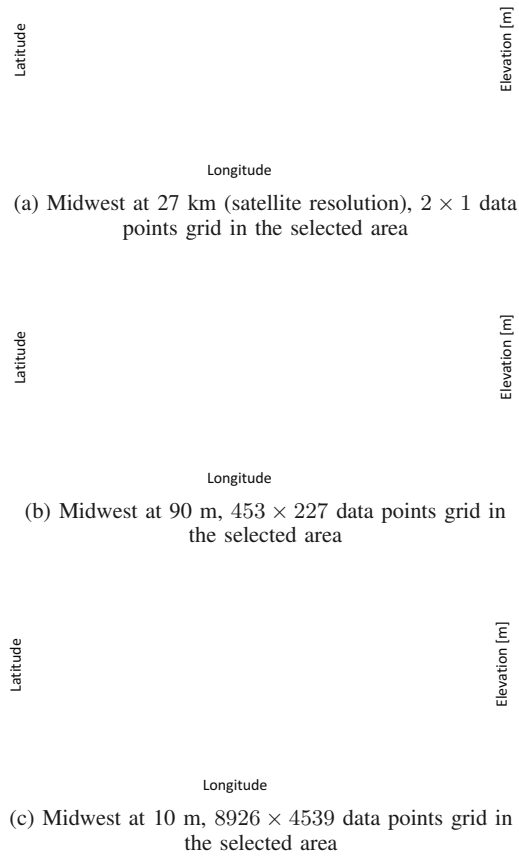 Latitude
Elevation [m]
Longitude
(a) Midwest at 27 km (satellite resolution), 2 × 1 data
points grid in the selected area
Latitude
Elevation [m]
Longitude
(b) Midwest at 90 m, 453 × 227 data points grid in
the selected area
Latitude
Elevation [m]
Longitude
(c) Midwest at 10 m, 8926 × 4539 data points grid in
the selected area